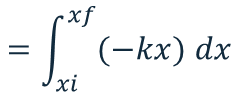 = ∫_{xi}^{xf} (−kx) dx